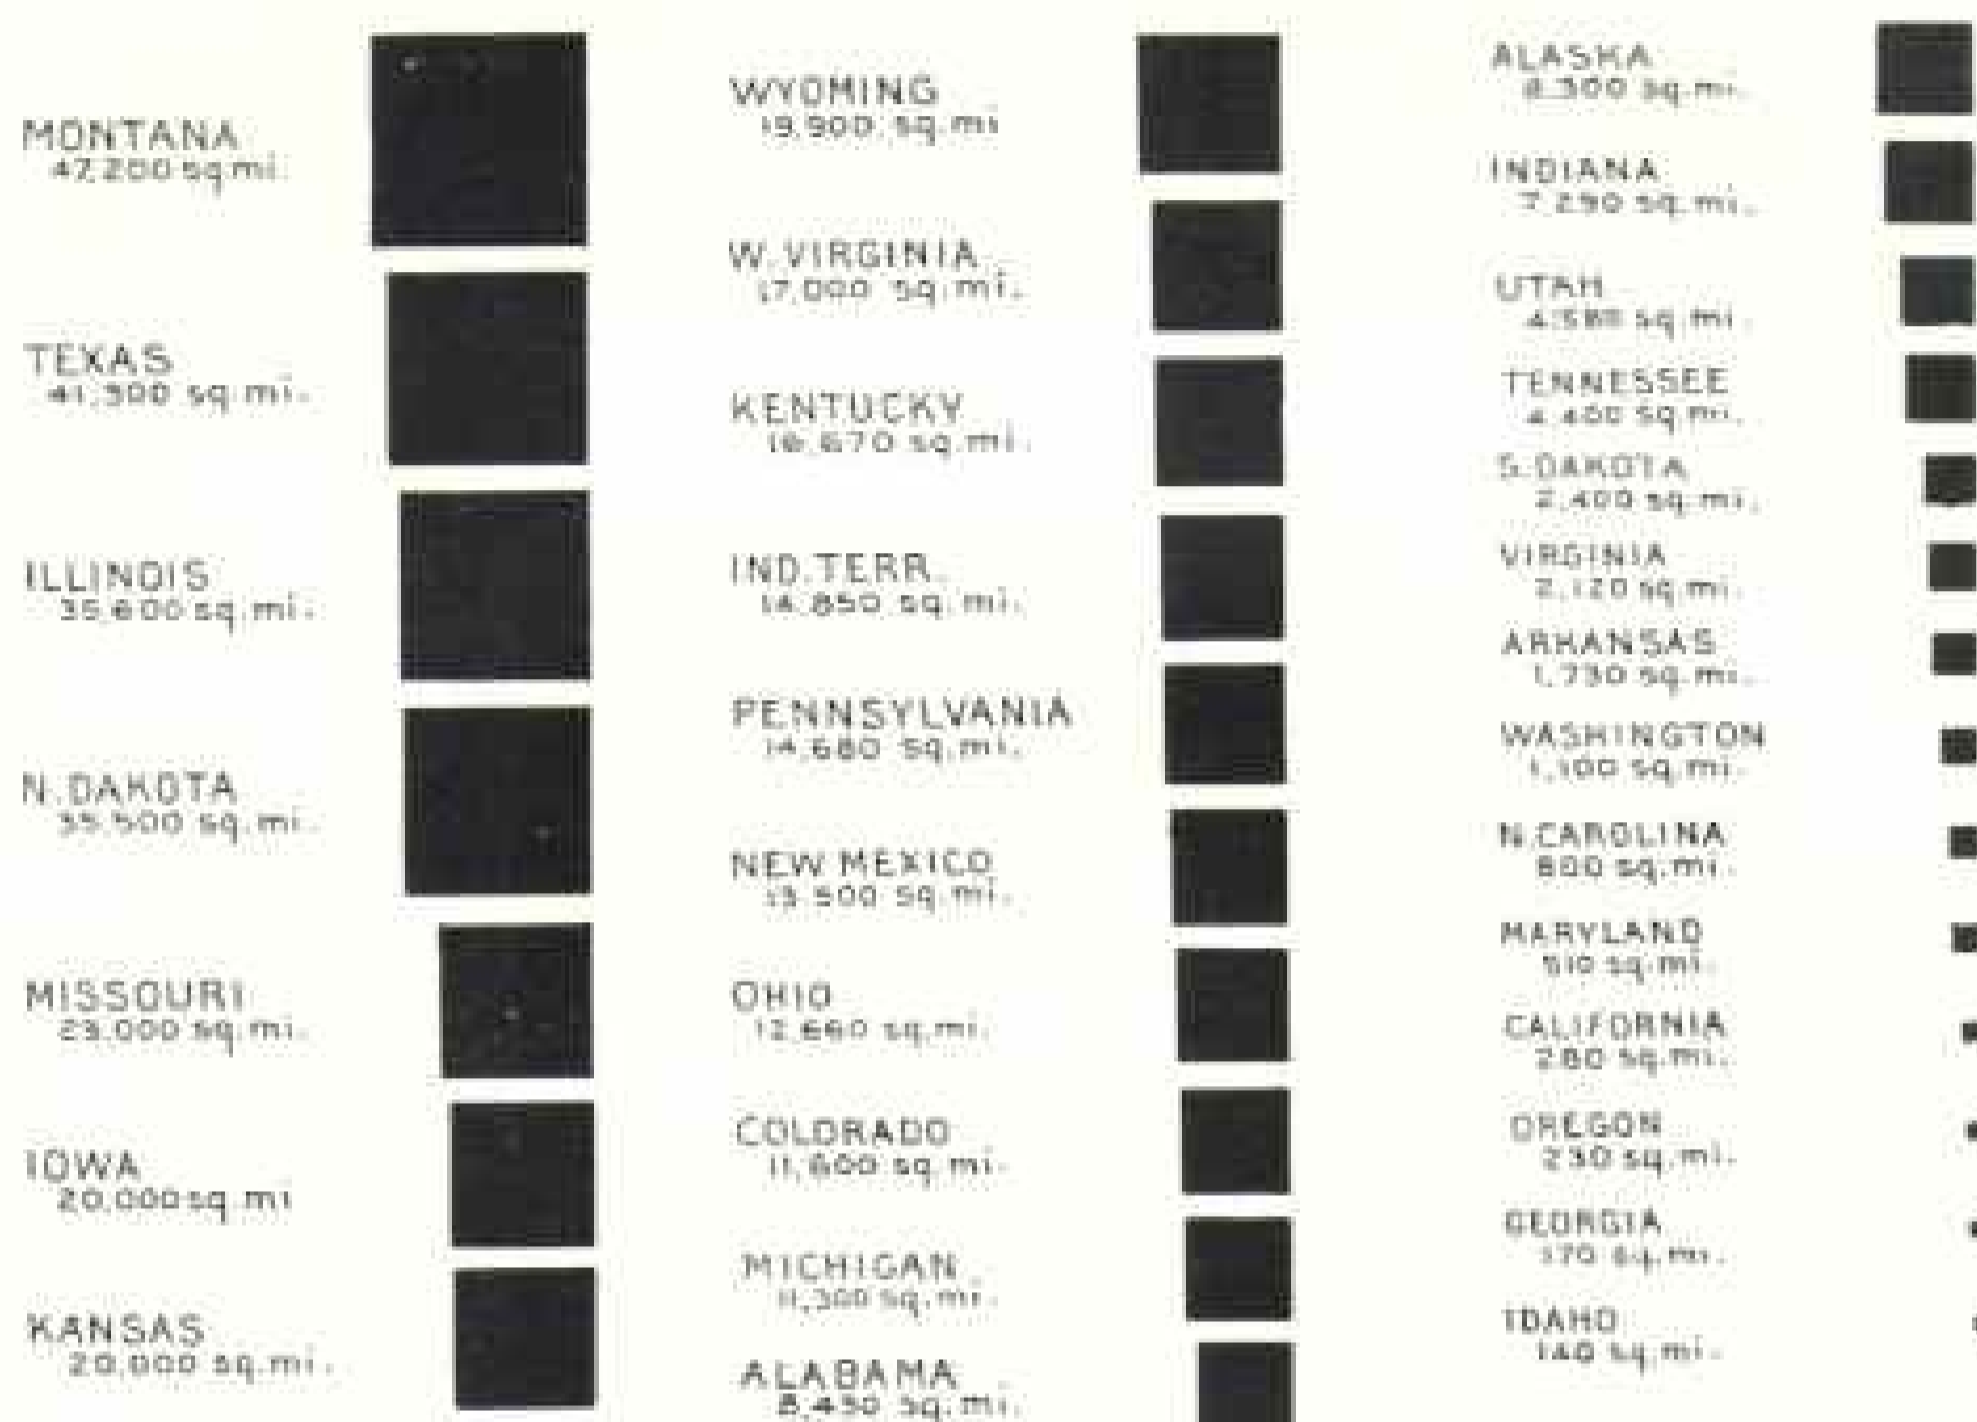 MONTANA
47,200 sq.mi.
TEXAS
41,300 sq.mi.
ILLINOIS
35,600 sq.mi.
N. DAKOTA
35,500 sq.mi.
MISSOURI
23,000 sq.mi.
IOWA
20,000 sq.mi
KANSAS
20,000 sq.mi.
WYOMING
19,900 sq.mi
W. VIRGINIA
17,000 sq.mi.
KENTUCKY
16,670 sq.mi.
IND. TERR.
14,850 sq.mi.
PENNSYLVANIA
14,680 sq.mi.
NEW MEXICO
13,500 sq.mi.
OHIO
12,660 sq.mi.
COLORADO
11,600 sq.mi.
MICHIGAN
11,300 sq.mi.
ALABAMA
8,430 sq.mi.
ALASKA
8,300 sq.mi.
INDIANA
7,290 sq.mi.
UTAH
4,580 sq.mi.
TENNESSEE
4,400 sq.mi.
S. DAKOTA
2,400 sq.mi.
VIRGINIA
2,120 sq.mi.
ARKANSAS
1,730 sq.mi.
WASHINGTON
1,100 sq.mi.
N. CAROLINA
800 sq.mi.
MARYLAND
510 sq.mi.
CALIFORNIA
280 sq.mi.
OREGON
230 sq.mi.
GEORGIA
170 sq.mi.
IDAHO
140 sq.mi.